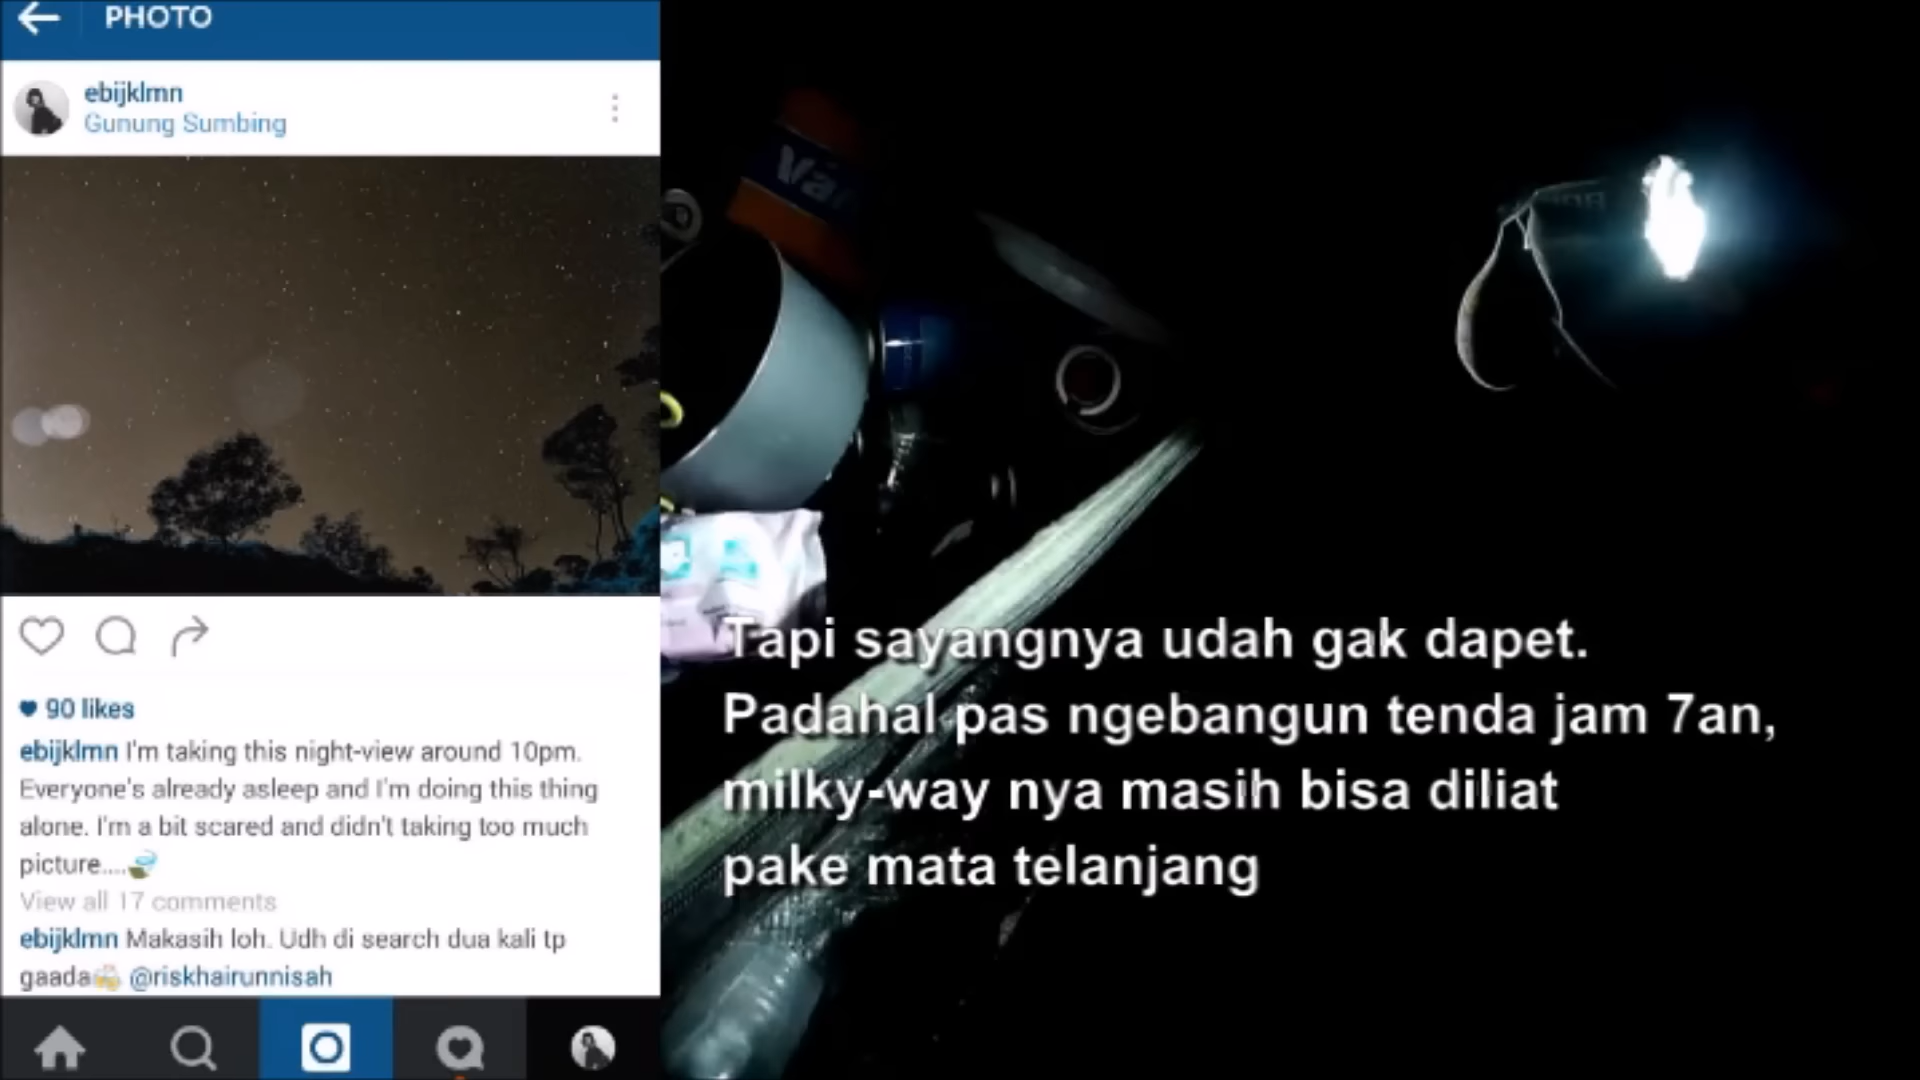 PHOTO
ebijklmn
Gunung Sumbing
90 likes
ebijklmn I'm taking this night-view around 10pm.
Everyone's already asleep and I'm doing this thing
alone. I'm a bit scared and didn't taking too much
picture....
View all 17 comments
ebijklmn Makasih loh. Udh di search dua kali tp
gaada @riskhairunnisah
Tapi sayangnya udah gak dapet.
Padahal pas ngebangun tenda jam 7an,
milky-way nya masih bisa diliat
pake mata telanjang